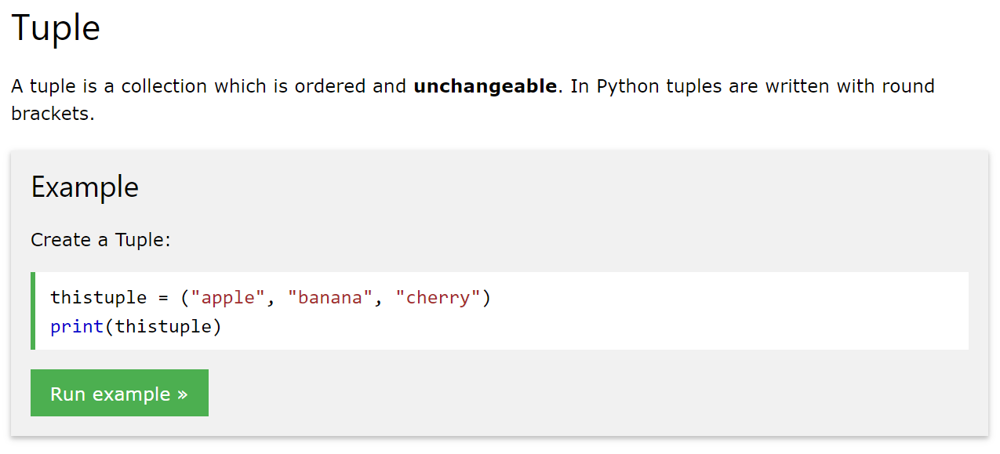 Tuple
A tuple is a collection which is ordered and unchangeable. In Python tuples are written with round
brackets.
Example
Create a Tuple:
thistuple = ("apple", "banana", "cherry")
print(thistuple)
Run example »